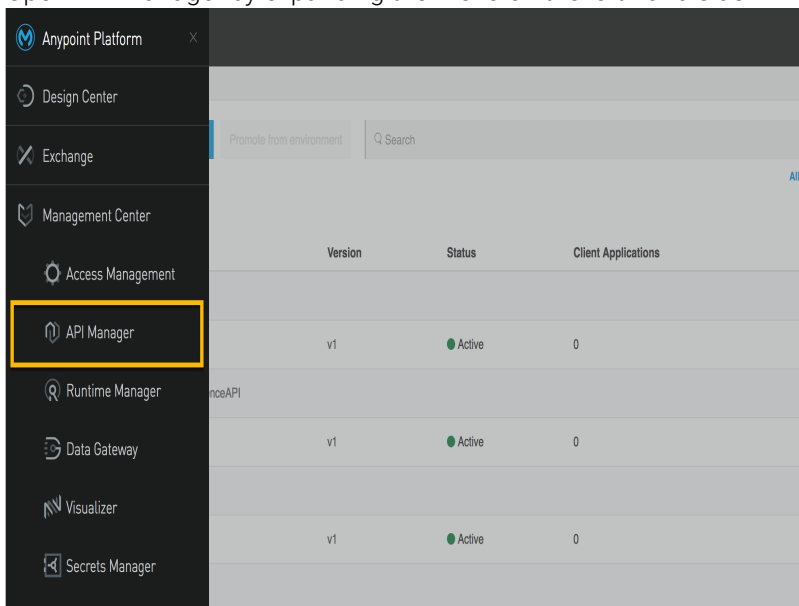 Anypoint Platform ×
Design Center
Promote from environment
Search
Exchange
All
Management Center
Version Status Client Applications
Access Management
API Manager
v1 Active 0
Runtime Manager
nceAPI
Data Gateway
v1 Active 0
Visualizer
v1 Active 0
Secrets Manager